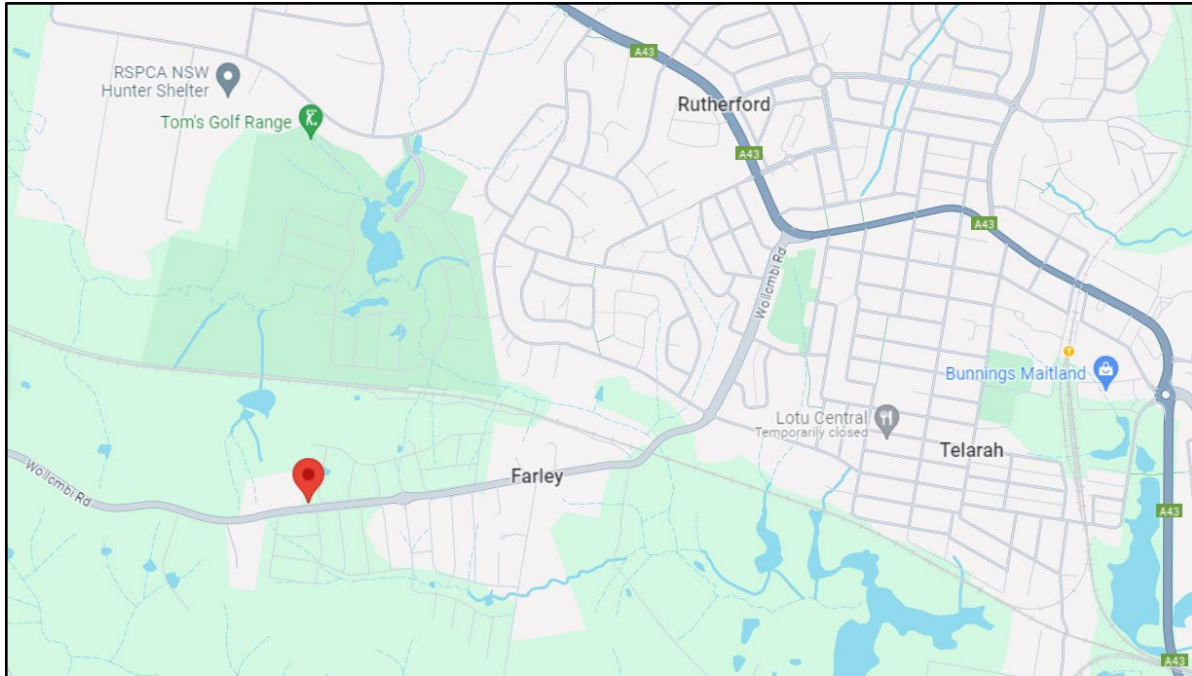 A43
RSPCA NSW
Hunter Shelter
Rutherford
Tom's Golf Range
A43
A43
Wollombi Rd
Bunnings Maitland
Lotu Central
Temporarily closed
Telarah
Farley
Wollombi Rd
A43
A43